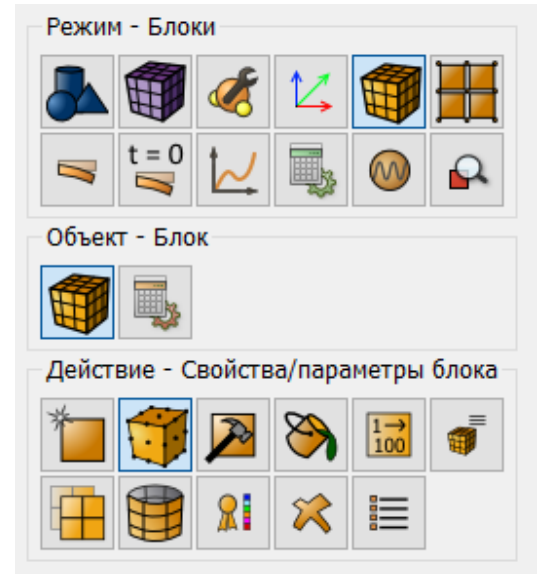 Режим - Блоки
t = 0
Объект - Блок
Действие - Свойства/параметры блока
1→
100